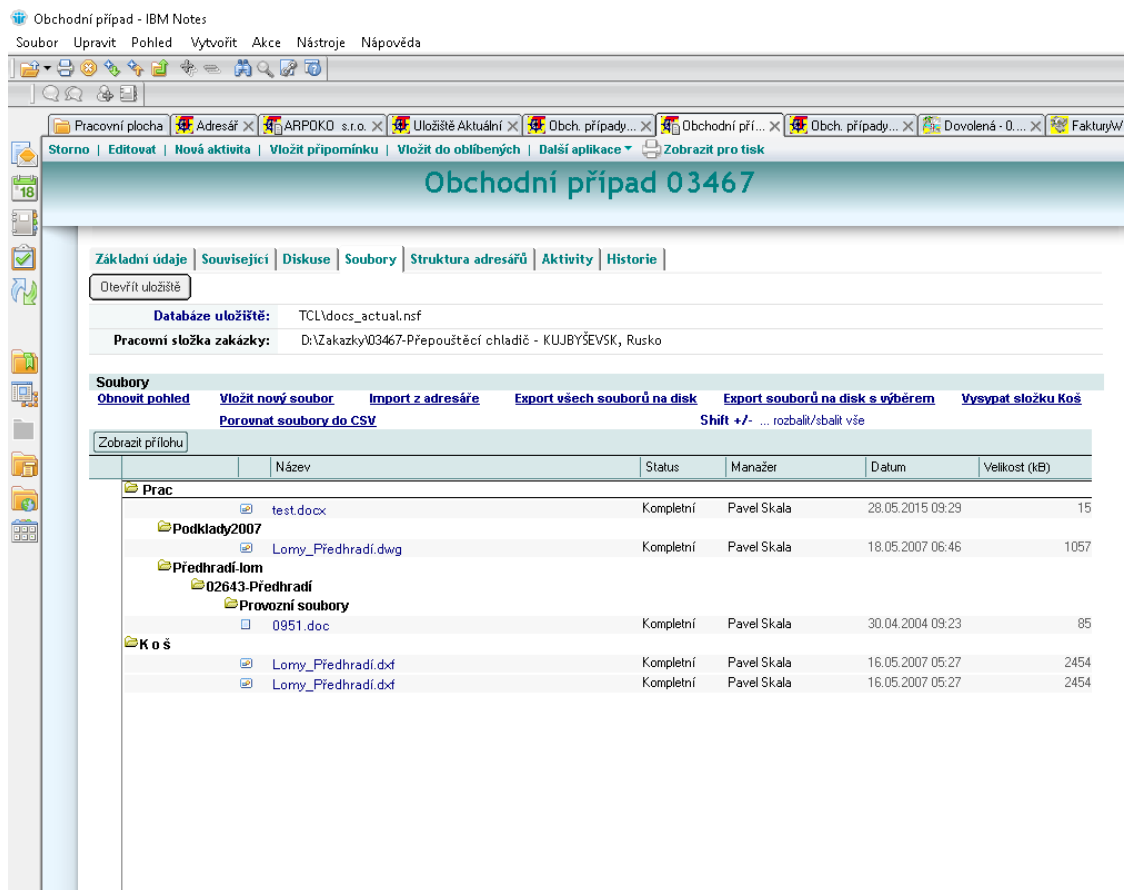 Obchodní případ - IBM Notes
Soubor Upravit Pohled Vytvořit Akce Nástroje Nápověda
Pracovní plocha Adresář ARPOKO s.r.o. Uložiště Aktuální Obch. případy... Obchodní pří... Obch. případy... Dovolená - 0.... FakturyW
Storno | Editovat | Nová aktivita | Vložit připomínku | Vložit do oblíbených | Další aplikace Zobrazit pro tisk
18
Obchodní případ 03467
Základní údaje Související Diskuse Soubory Struktura adresářů Aktivity Historie
Otevřít uložiště
Databáze uložiště: TCL\docs_actual.nsf
Pracovní složka zakázky: D:\Zakazky\03467-Přepouštěcí chladič - KUJBYŠEVSK, Rusko
Soubory
Obnovit pohled Vložit nový soubor Import z adresáře Export všech souborů na disk Export souborů na disk s výběrem Vysypat složku Koš
Porovnat soubory do CSV Shift +/- ... rozbalit/sbalit vše
Zobrazit přílohu
Název Status Manažer Datum Velikost (kB)
Prac
test.docx Kompletní Pavel Skala 28.05.2015 09:29 15
Podklady2007
Lomy_Předhradí.dwg Kompletní Pavel Skala 18.05.2007 06:46 1057
Předhradí-lom
02643-Předhradí
Provozní soubory
0951.doc Kompletní Pavel Skala 30.04.2004 09:23 85
K o š
Lomy_Předhradí.dxf Kompletní Pavel Skala 16.05.2007 05:27 2454
Lomy_Předhradí.dxf Kompletní Pavel Skala 16.05.2007 05:27 2454